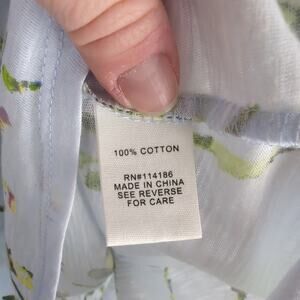 100% COTTON
RN#114186
MADE IN CHINA
SEE REVERSE
FOR CARE